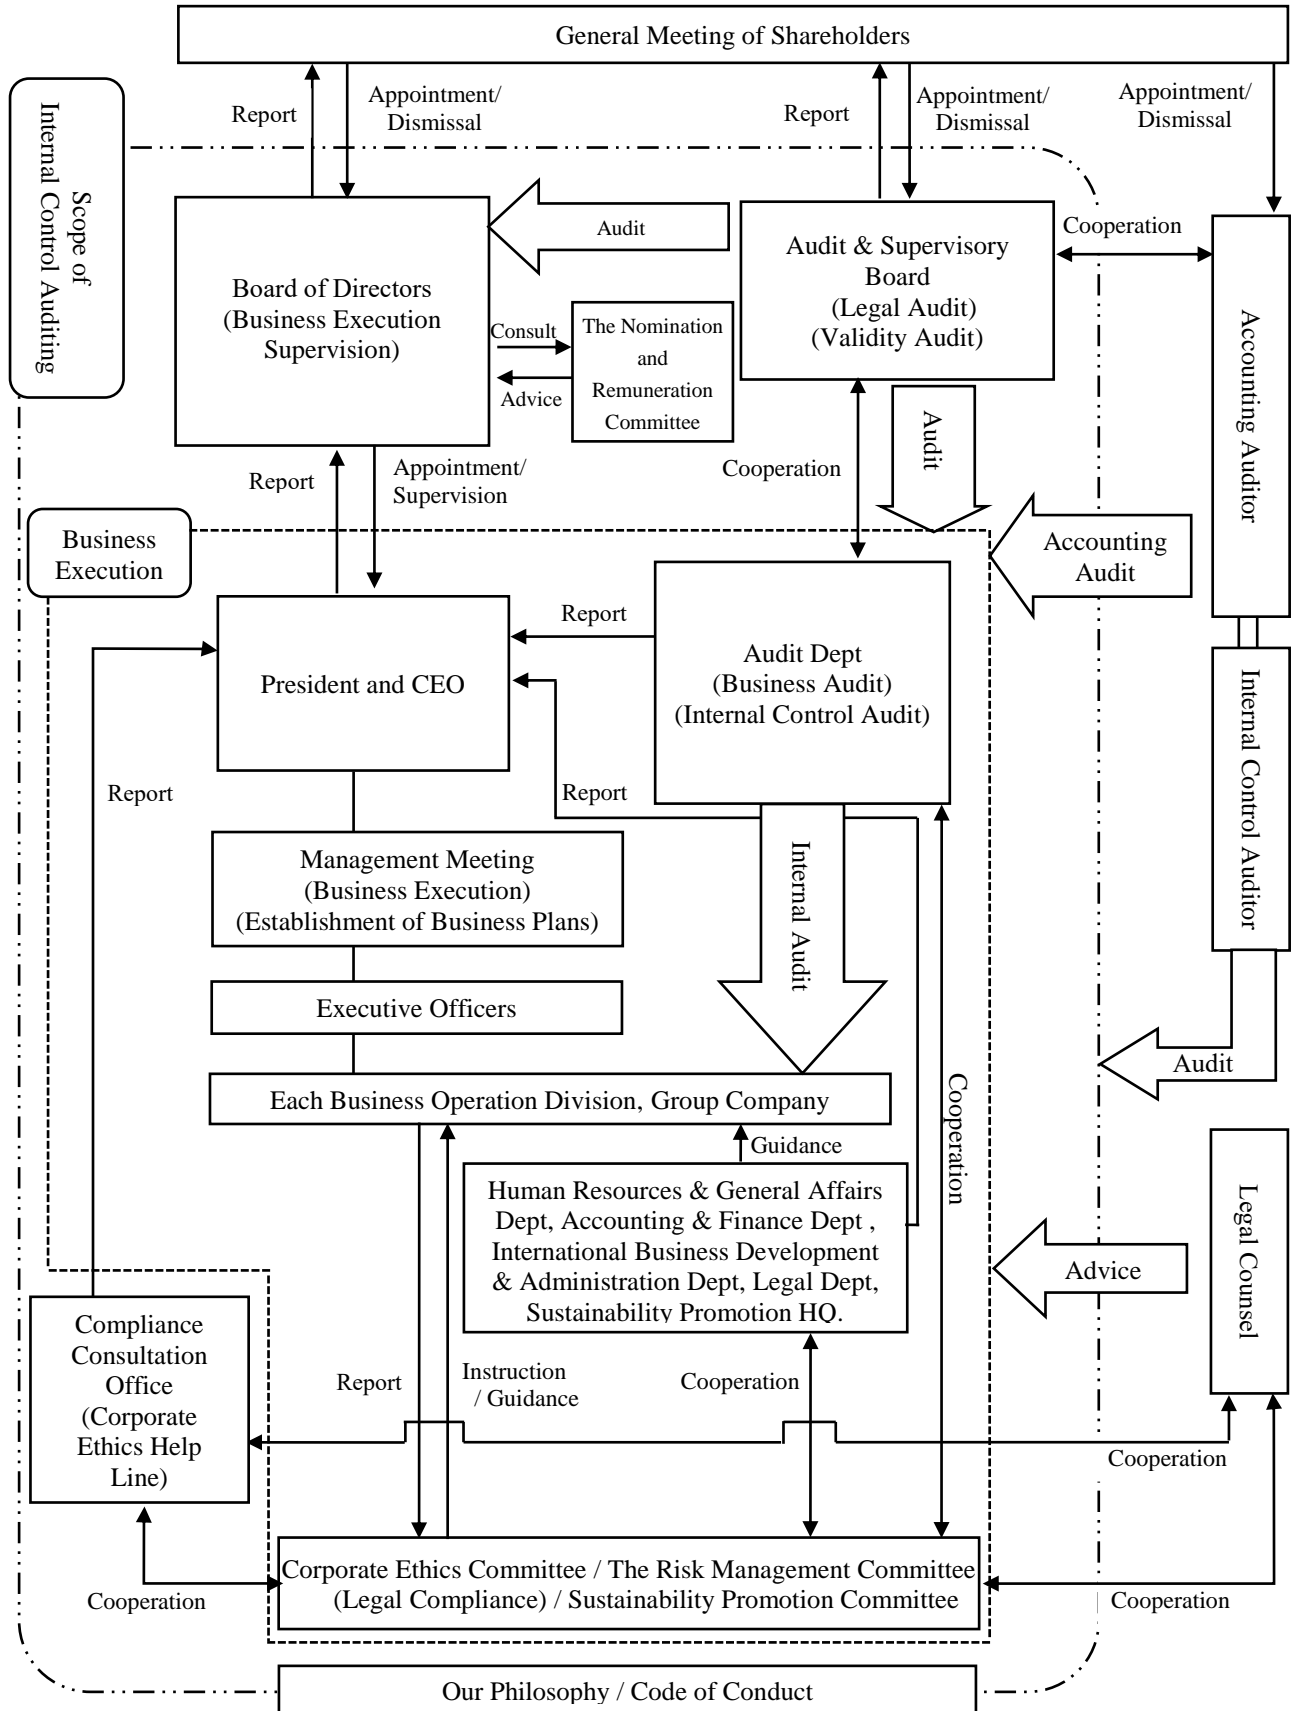 General Meeting of Shareholders
Scope of
Internal Control Auditing
Report
Appointment/
Dismissal
Report
Appointment/
Dismissal
Appointment/
Dismissal
Board of Directors
(Business Execution
Supervision)
Audit
Audit & Supervisory
Board
(Legal Audit)
(Validity Audit)
Cooperation
Accounting Auditor
Consult
Advice
The Nomination
and
Remuneration
Committee
Report
Appointment/
Supervision
Cooperation
Audit
Business
Execution
Accounting
Audit
President and CEO
Report
Audit Dept
(Business Audit)
(Internal Control Audit)
Internal Control Auditor
Report
Report
Management Meeting
(Business Execution)
(Establishment of Business Plans)
Internal Audit
Executive Officers
Audit
Each Business Operation Division, Group Company
Cooperation
Guidance
Human Resources & General Affairs
Dept, Accounting & Finance Dept ,
International Business Development
& Administration Dept, Legal Dept,
Sustainability Promotion HQ.
Advice
Legal Counsel
Compliance
Consultation
Office
(Corporate
Ethics Help
Line)
Report
Instruction
/ Guidance
Cooperation
Cooperation
Cooperation
Corporate Ethics Committee / The Risk Management Committee
(Legal Compliance) / Sustainability Promotion Committee
Cooperation
Our Philosophy / Code of Conduct